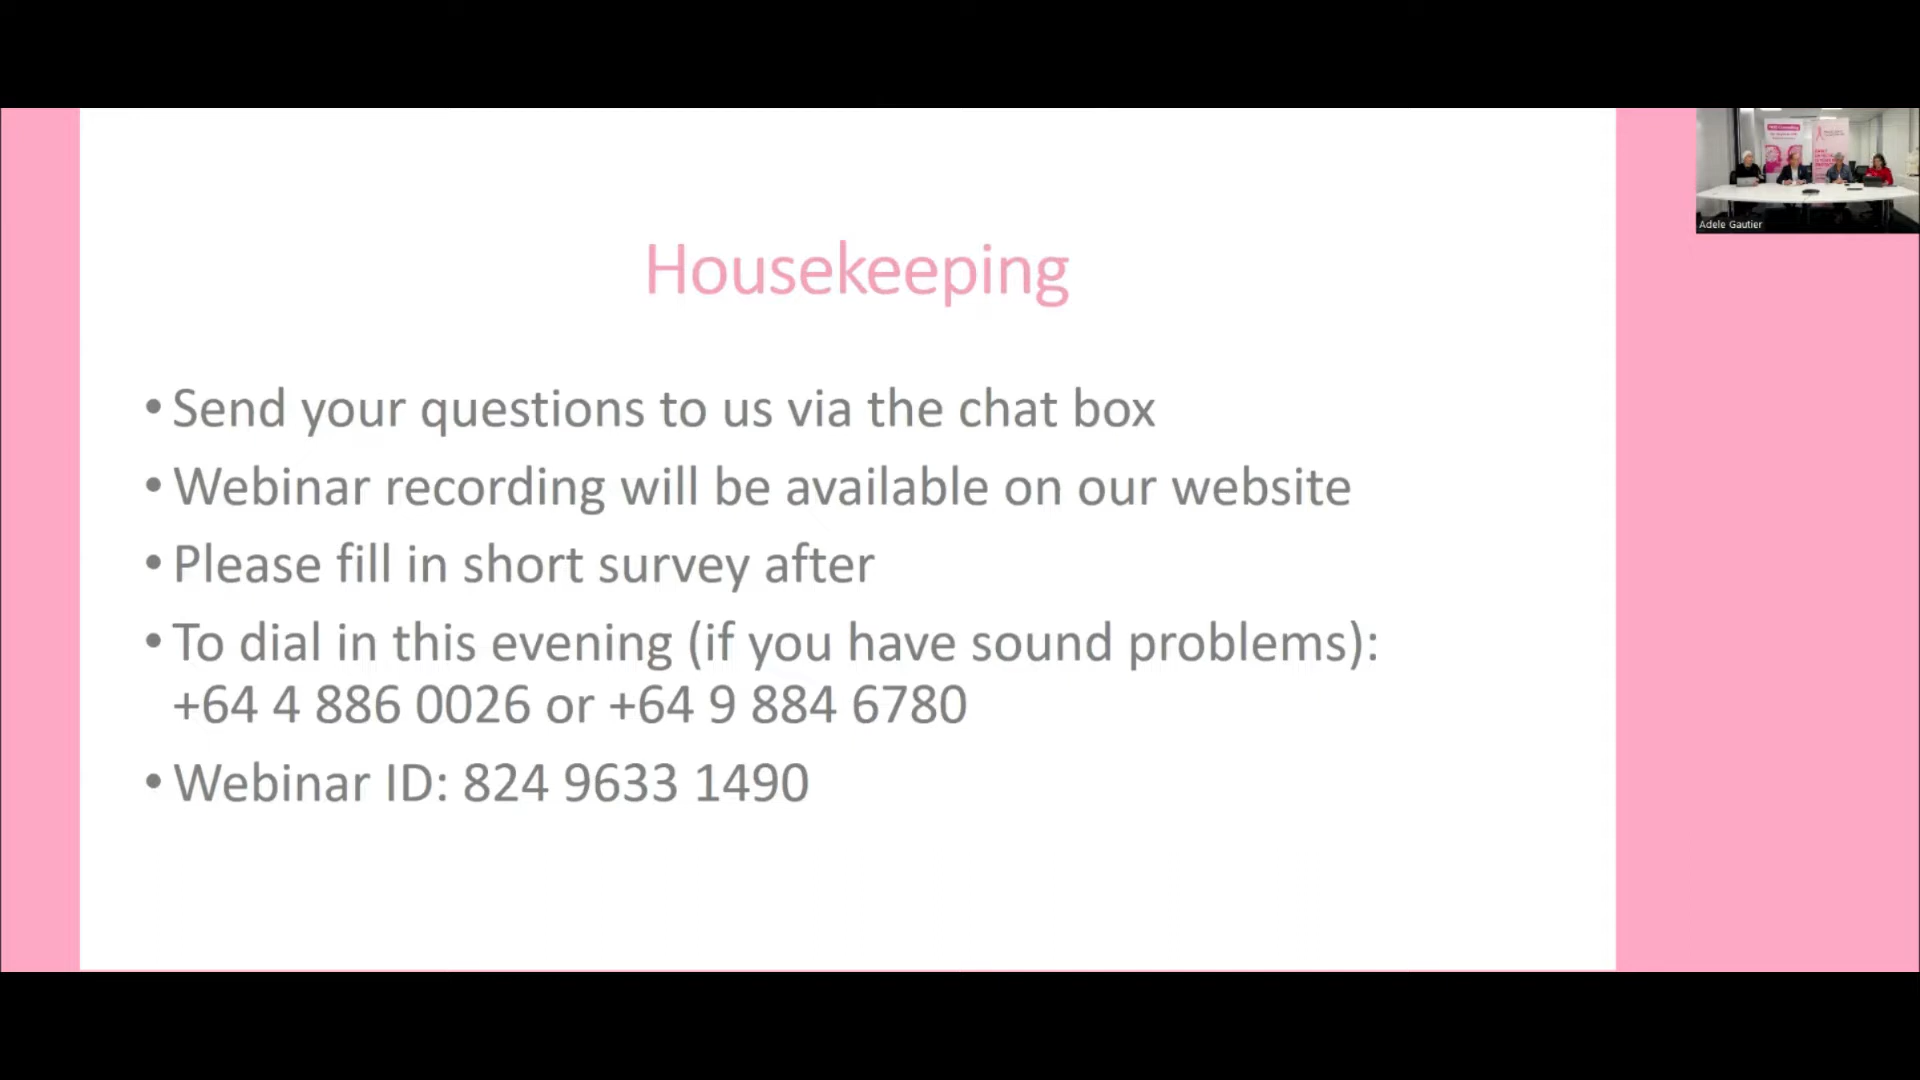 Housekeeping
• Send your questions to us via the chat box
• Webinar recording will be available on our website
• Please fill in short survey after
• To dial in this evening (if you have sound problems):
+64 4 886 0026 or +64 9 884 6780
• Webinar ID: 824 9633 1490
Adele Gautier